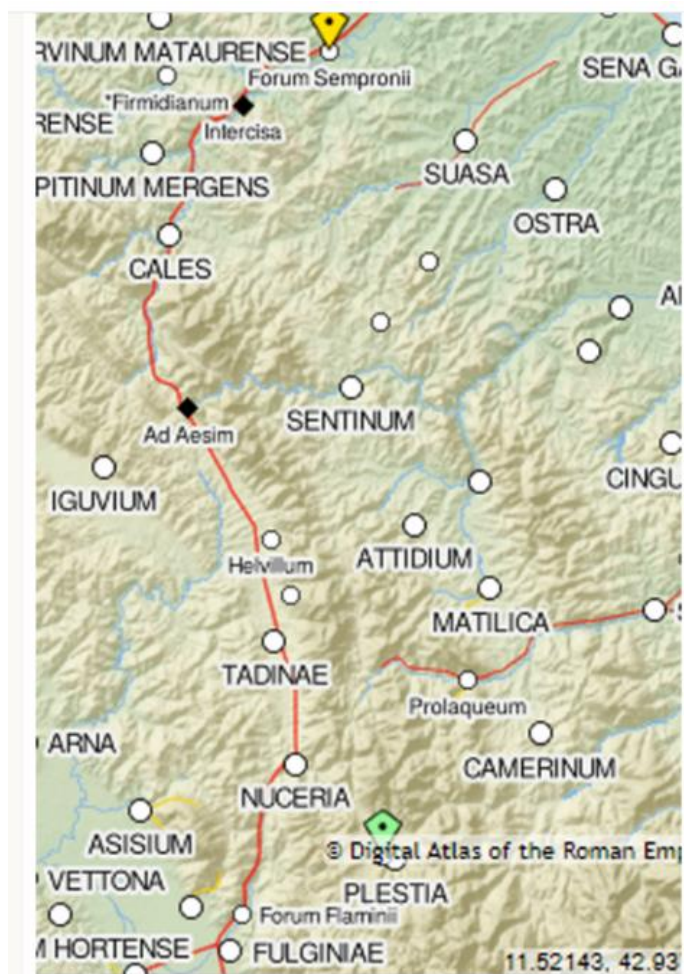 RVINUM MATAURENSE
Forum Sempronii
SENA G
*Firmidianum
RENSE
Intercisa
SUASA
PITINUM MERGENS
OSTRA
CALES
SENTINUM
Ad Aesim
IGUVIUM
CINGU
ATTIDIUM
Helvillum
MATILICA
TADINAE
Prolaqueum
ARNA
CAMERINUM
NUCERIA
ASISIUM
© Digital Atlas of the Roman Emp
VETTONA
PLESTIA
Forum Flaminii
M HORTENSE
FULGINIAE
11.52143, 42.93